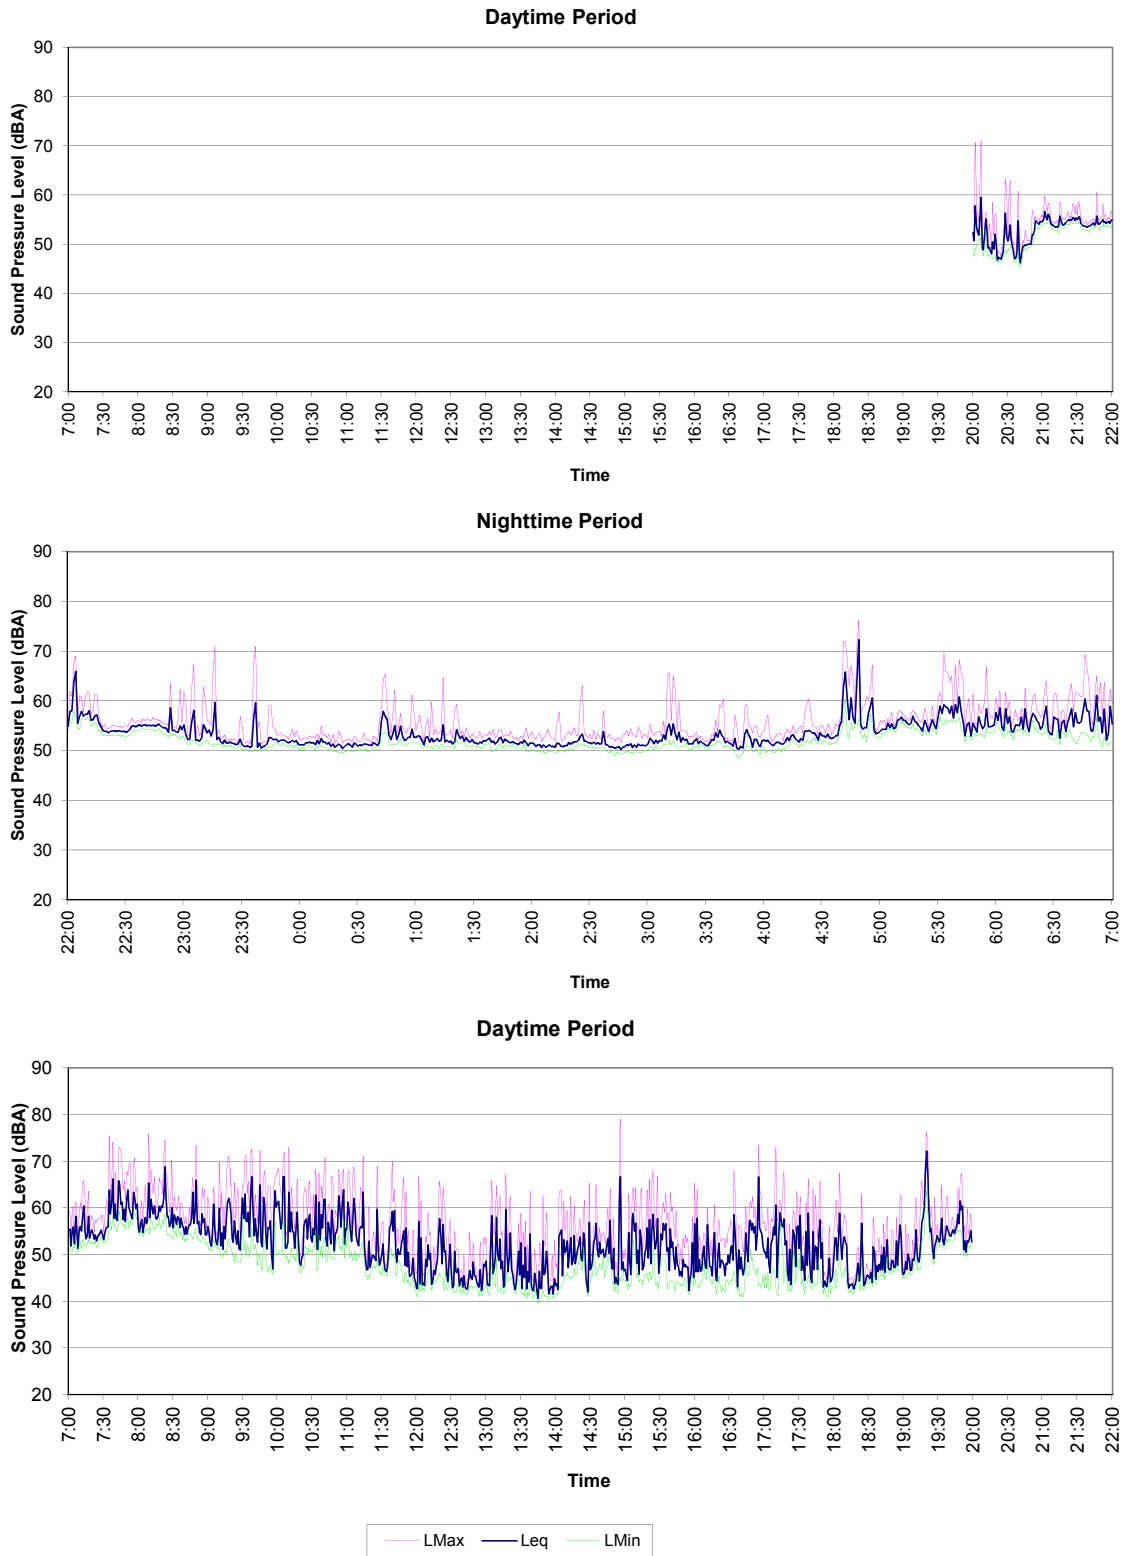 Daytime Period
Sound Pressure Level (dBA)
90
80
70
60
50
40
30
20
7:00 7:30 8:00 8:30 9:00 9:30 10:00 10:30 11:00 11:30 12:00 12:30 13:00 13:30 14:00 14:30 15:00 15:30 16:00 16:30 17:00 17:30 18:00 18:30 19:00 19:30 20:00 20:30 21:00 21:30 22:00
Time
Nighttime Period
Sound Pressure Level (dBA)
90
80
70
60
50
40
30
20
22:00 22:30 23:00 23:30 0:00 0:30 1:00 1:30 2:00 2:30 3:00 3:30 4:00 4:30 5:00 5:30 6:00 6:30 7:00
Time
Daytime Period
Sound Pressure Level (dBA)
90
80
70
60
50
40
30
20
7:00 7:30 8:00 8:30 9:00 9:30 10:00 10:30 11:00 11:30 12:00 12:30 13:00 13:30 14:00 14:30 15:00 15:30 16:00 16:30 17:00 17:30 18:00 18:30 19:00 19:30 20:00 20:30 21:00 21:30 22:00
Time
LMax Leq LMin